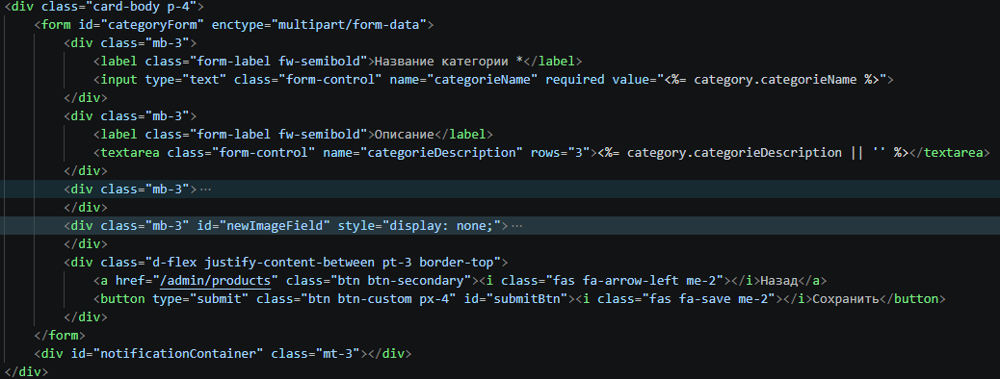 <div class="card-body p-4">
    <form id="categoryForm" enctype="multipart/form-data">
        <div class="mb-3">
            <label class="form-label fw-semibold">Название категории *</label>
            <input type="text" class="form-control" name="categorieName" required value="<%= category.categorieName %>">
        </div>
        <div class="mb-3">
            <label class="form-label fw-semibold">Описание</label>
            <textarea class="form-control" name="categorieDescription" rows="3"><%= category.categorieDescription || '' %></textarea>
        </div>
        <div class="mb-3">···
        </div>
        <div class="mb-3" id="newImageField" style="display: none;">···
        </div>
        <div class="d-flex justify-content-between pt-3 border-top">
            <a href="/admin/products" class="btn btn-secondary"><i class="fas fa-arrow-left me-2"></i>Назад</a>
            <button type="submit" class="btn btn-custom px-4" id="submitBtn"><i class="fas fa-save me-2"></i>Сохранить</button>
        </div>
    </form>
    <div id="notificationContainer" class="mt-3"></div>
</div>